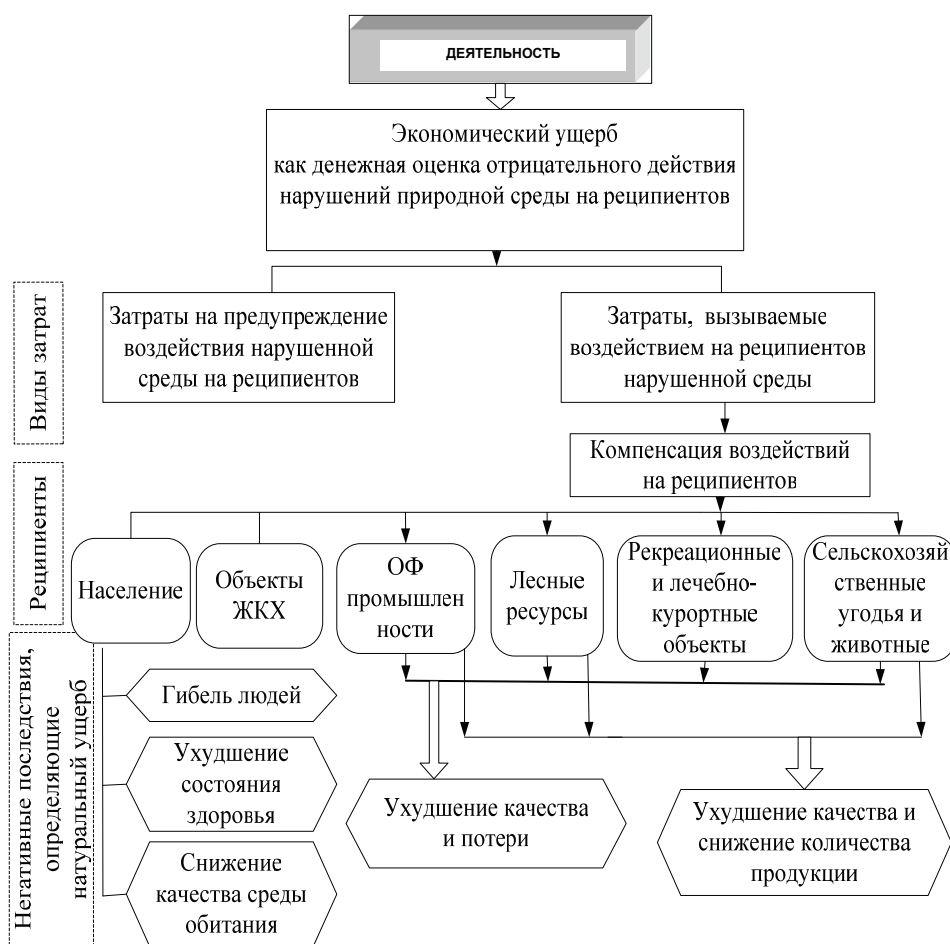 ДЕЯТЕЛЬНОСТЬ
Экономический ущерб
как денежная оценка отрицательного действия
нарушений природной среды на реципиентов
Виды затрат
Затраты на предупреждение
воздействия нарушенной
среды на реципиентов
Затраты, вызываемые
воздействием на реципиентов
нарушенной среды
Компенсация воздействий
на реципиентов
Реципиенты
Население
Объекты
ЖКХ
ОФ
промышлен
ности
Лесные
ресурсы
Рекреационные
и лечебно-
курортные
объекты
Сельскохозяй
ственные
угодья и
животные
Негативные последствия,
определяющие
натуральный ущерб
Гибель людей
Ухудшение
состояния
здоровья
Снижение
качества среды
обитания
Ухудшение качества
и потери
Ухудшение качества и
снижение количества
продукции